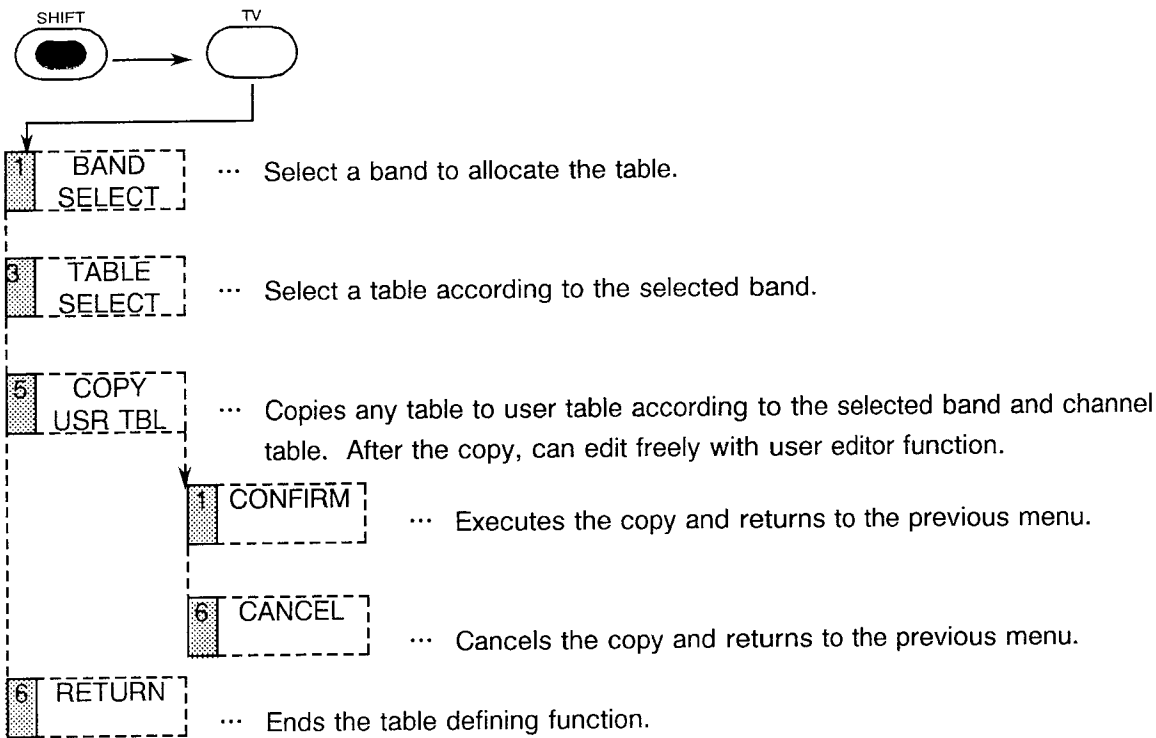 SHIFT TV
1 BAND
SELECT ... Select a band to allocate the table.
3 TABLE
SELECT ... Select a table according to the selected band.
5 COPY
USR TBL ... Copies any table to user table according to the selected band and channel
table. After the copy, can edit freely with user editor function.
1 CONFIRM
... Executes the copy and returns to the previous menu.
6 CANCEL
... Cancels the copy and returns to the previous menu.
6 RETURN
... Ends the table defining function.